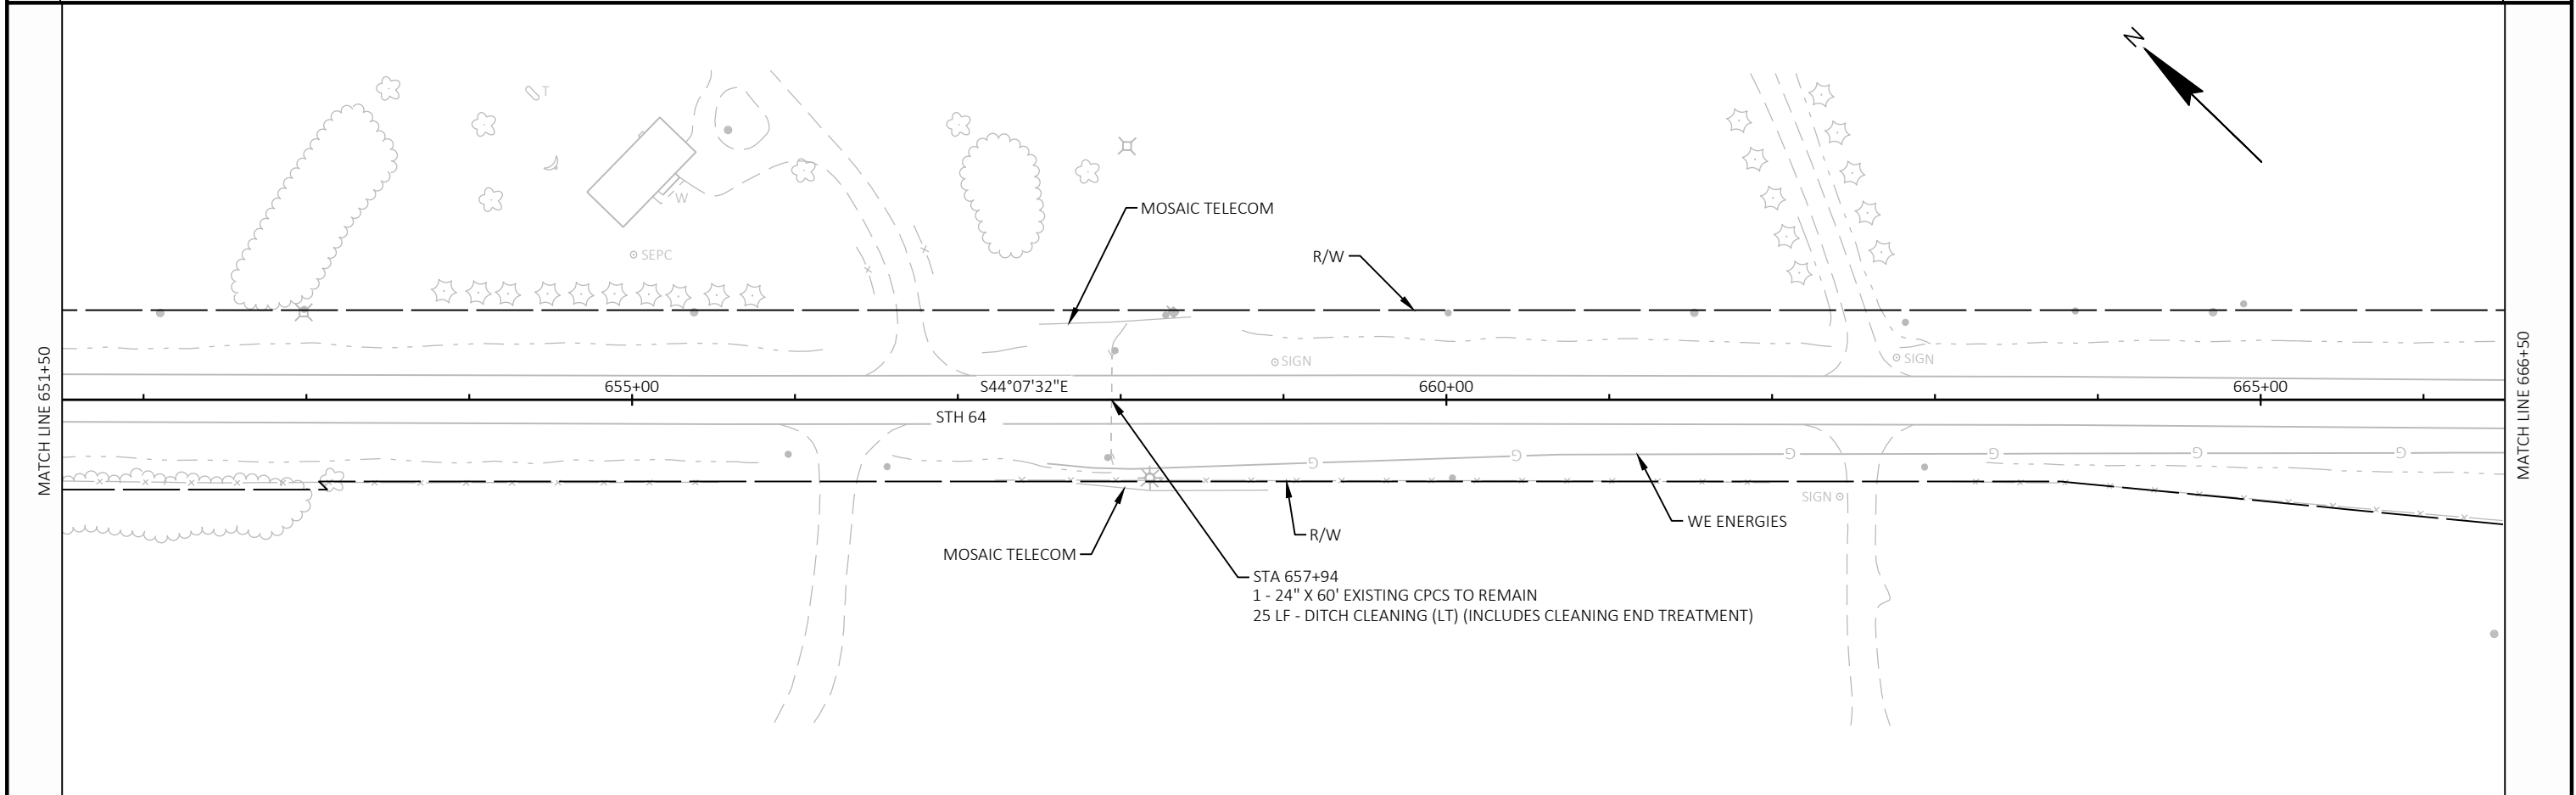 N
T
W
SEPC
MOSAIC TELECOM
R/W
MATCH LINE 651+50
MATCH LINE 666+50
SIGN
SIGN
655+00
S44°07'32"E
660+00
665+00
STH 64
G
G
G
G
G
G
SIGN
MOSAIC TELECOM
R/W
WE ENERGIES
STA 657+94
1 - 24" X 60' EXISTING CPCS TO REMAIN
25 LF - DITCH CLEANING (LT) (INCLUDES CLEANING END TREATMENT)